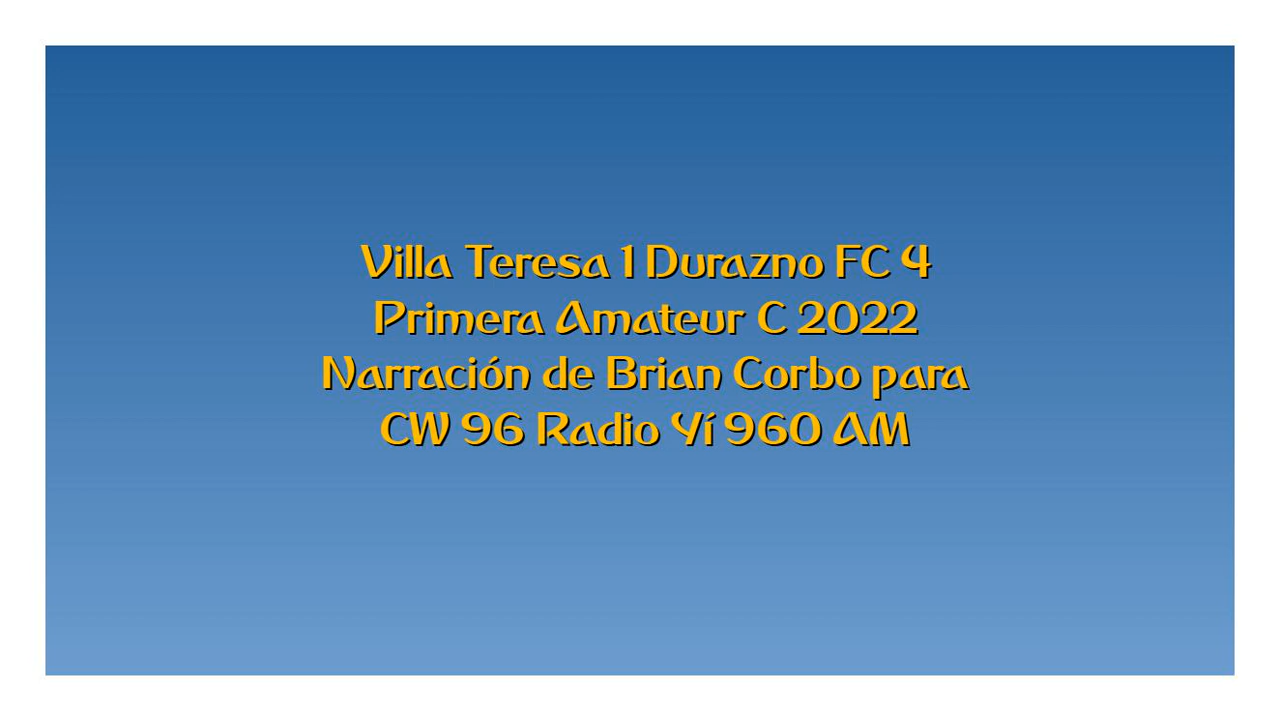 Villa Teresa 1 Durazno FC 4
Primera Amateur C 2022
Narración de Brian Corbo para
CW 96 Radio Yí 960 AM